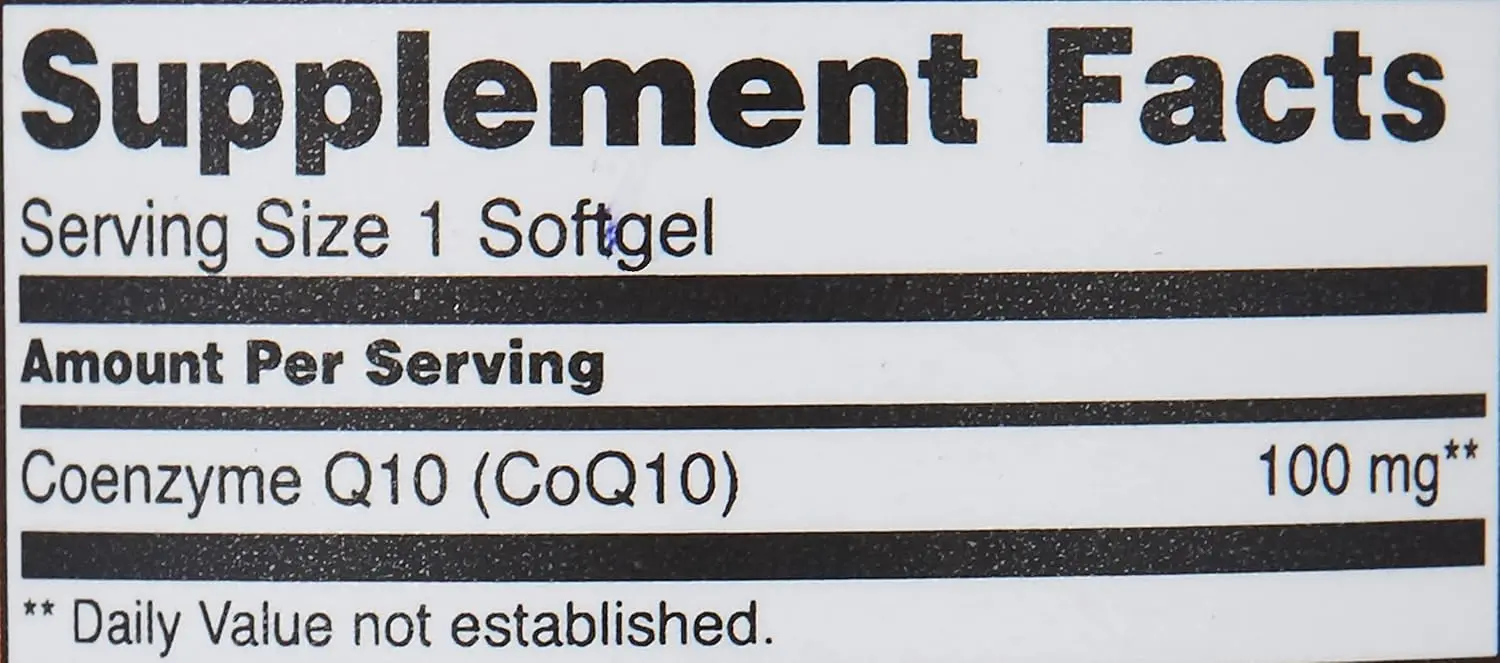 Supplement Facts
Serving Size 1 Softgel
Amount Per Serving
Coenzyme Q10 (CoQ10) 100 mg**
** Daily Value not established.